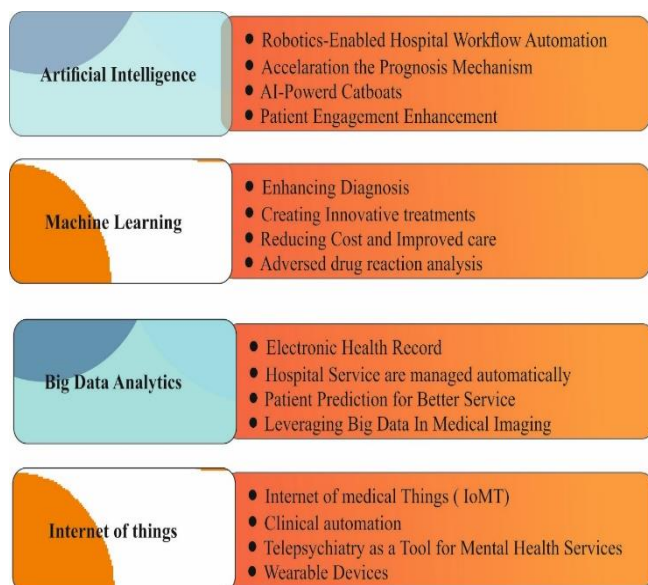 Artificial Intelligence
● Robotics-Enabled Hospital Workflow Automation
● Accelaration the Prognosis Mechanism
● AI-Powerd Catboats
● Patient Engagement Enhancement
Machine Learning
● Enhancing Diagnosis
● Creating Innovative treatments
● Reducing Cost and Improved care
● Adversed drug reaction analysis
Big Data Analytics
● Electronic Health Record
● Hospital Service are managed automatically
● Patient Prediction for Better Service
● Leveraging Big Data In Medical Imaging
Internet of things
● Internet of medical Things ( IoMT)
● Clinical automation
● Telepsychiatry as a Tool for Mental Health Services
● Wearable Devices